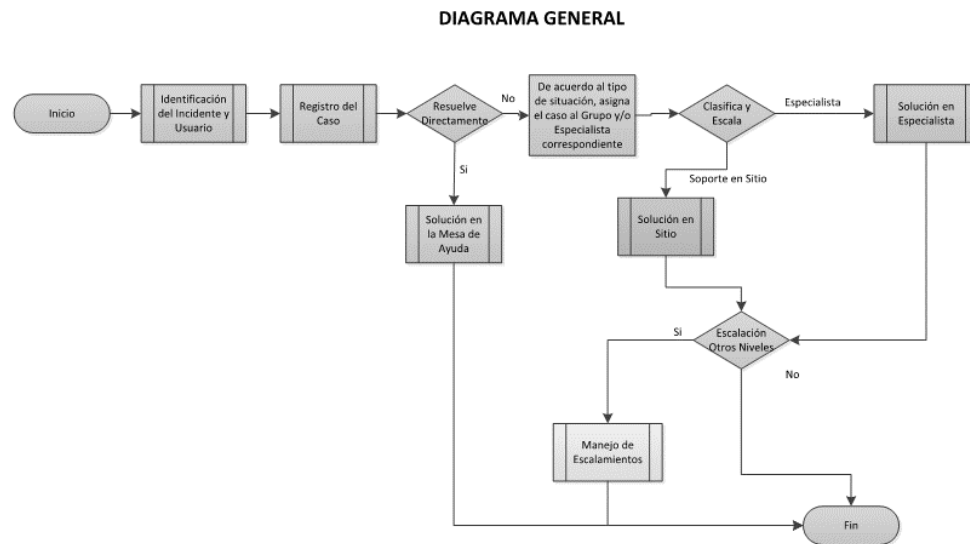 DIAGRAMA GENERAL
Inicio
Identificación
del Incidente y
Usuario
Registro del
Caso
Resuelve
Directamente
No
De acuerdo al tipo
de situación, asigna
el caso al Grupo y/o
Especialista
correspondiente
Clasifica y
Escala
Especialista
Solución en
Especialista
Si
Soporte en Sitio
Solución en
la Mesa de
Ayuda
Solución en
Sitio
Escalación
Otros Niveles
Si
No
Manejo de
Escalamientos
Fin